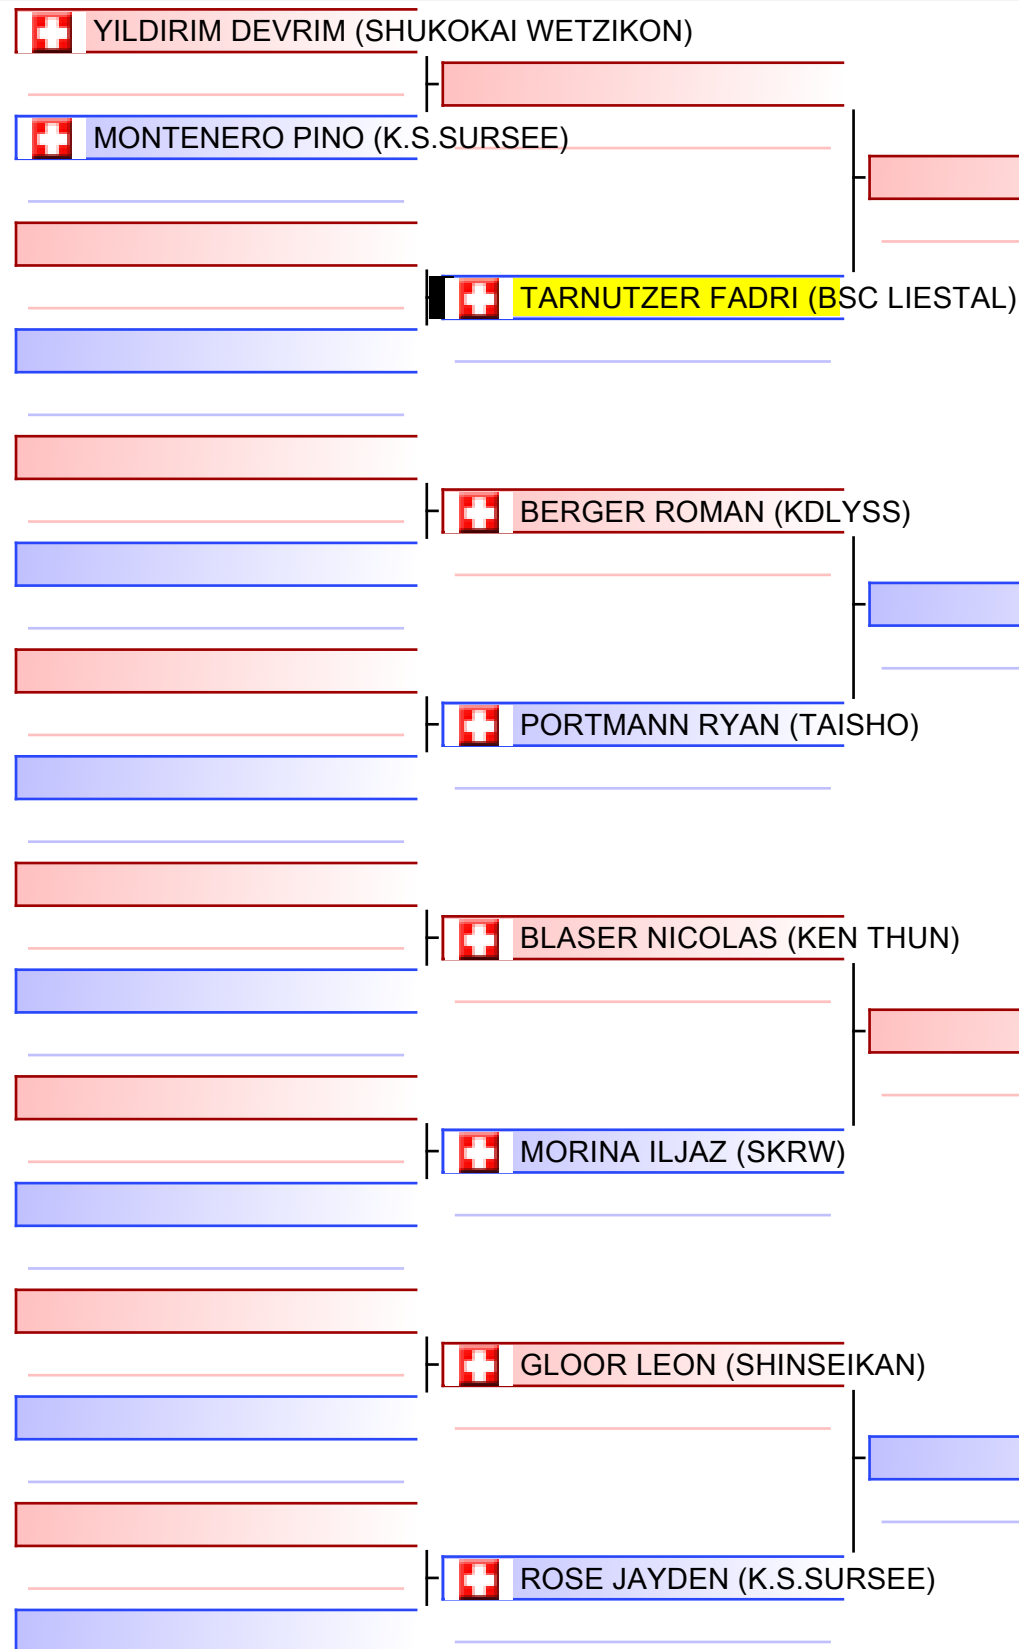 YILDIRIM DEVRIM (SHUKOKAI WETZIKON)
MONTENERO PINO (K.S.SURSEE)
TARNUTZER FADRI (BSC LIESTAL)
BERGER ROMAN (KDLYSS)
PORTMANN RYAN (TAISHO)
BLASER NICOLAS (KEN THUN)
MORINA ILJAZ (SKRW)
GLOOR LEON (SHINSEIKAN)
ROSE JAYDEN (K.S.SURSEE)